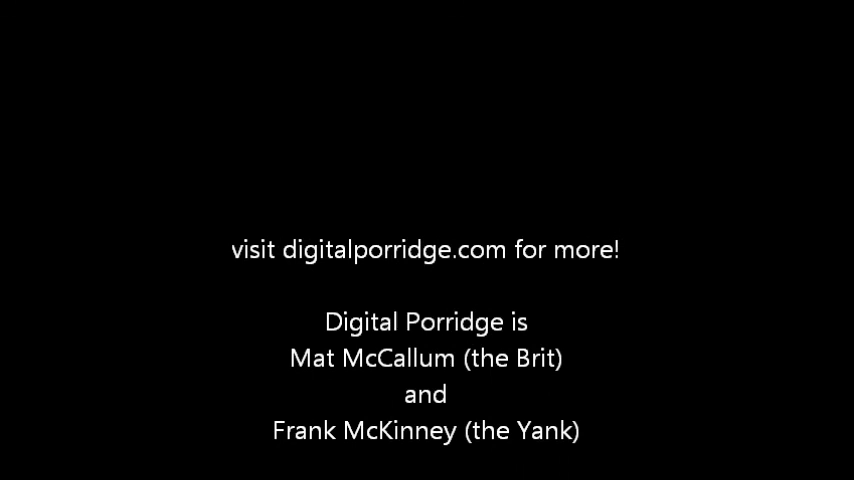 visit digitalporridge.com for more!
Digital Porridge is
Mat McCallum (the Brit)
and
Frank McKinney (the Yank)